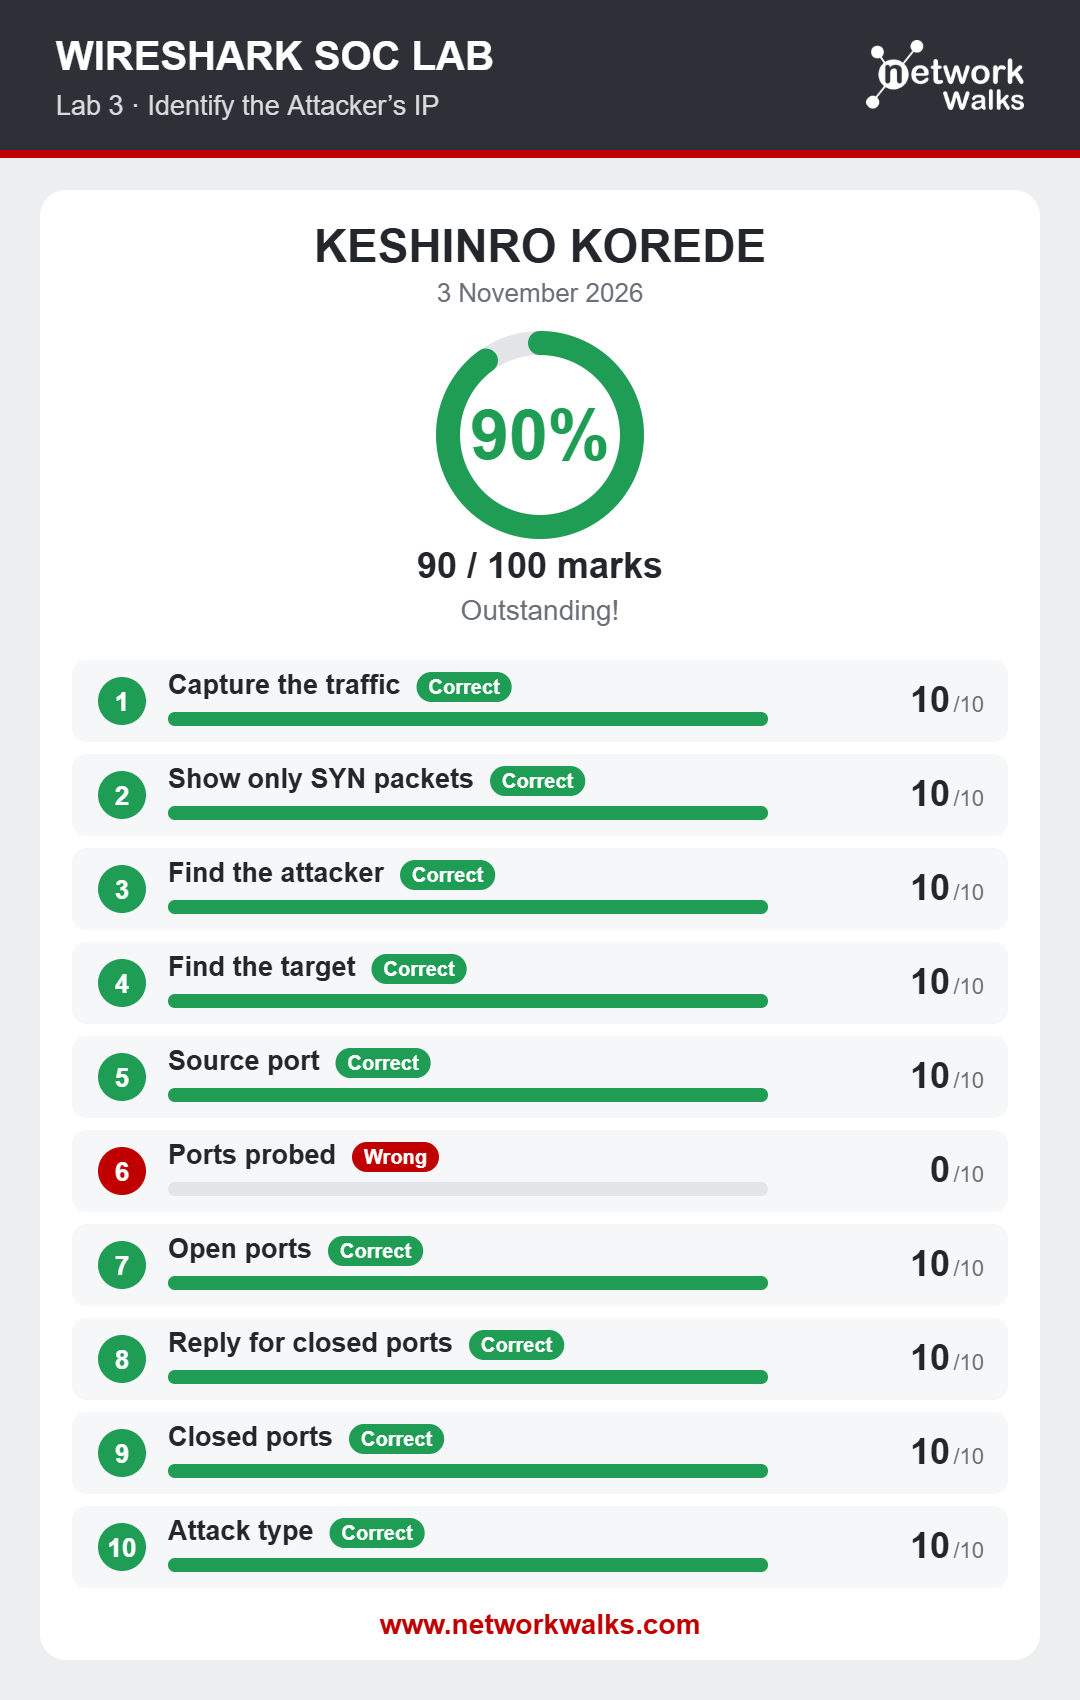 WIRESHARK SOC LAB
Lab 3 · Identify the Attacker’s IP
network
Walks
KESHINRO KOREDE
3 November 2026
90%
90 / 100 marks
Outstanding!
1 Capture the traffic Correct 10/10
2 Show only SYN packets Correct 10/10
3 Find the attacker Correct 10/10
4 Find the target Correct 10/10
5 Source port Correct 10/10
6 Ports probed Wrong 0/10
7 Open ports Correct 10/10
8 Reply for closed ports Correct 10/10
9 Closed ports Correct 10/10
10 Attack type Correct 10/10
www.networkwalks.com